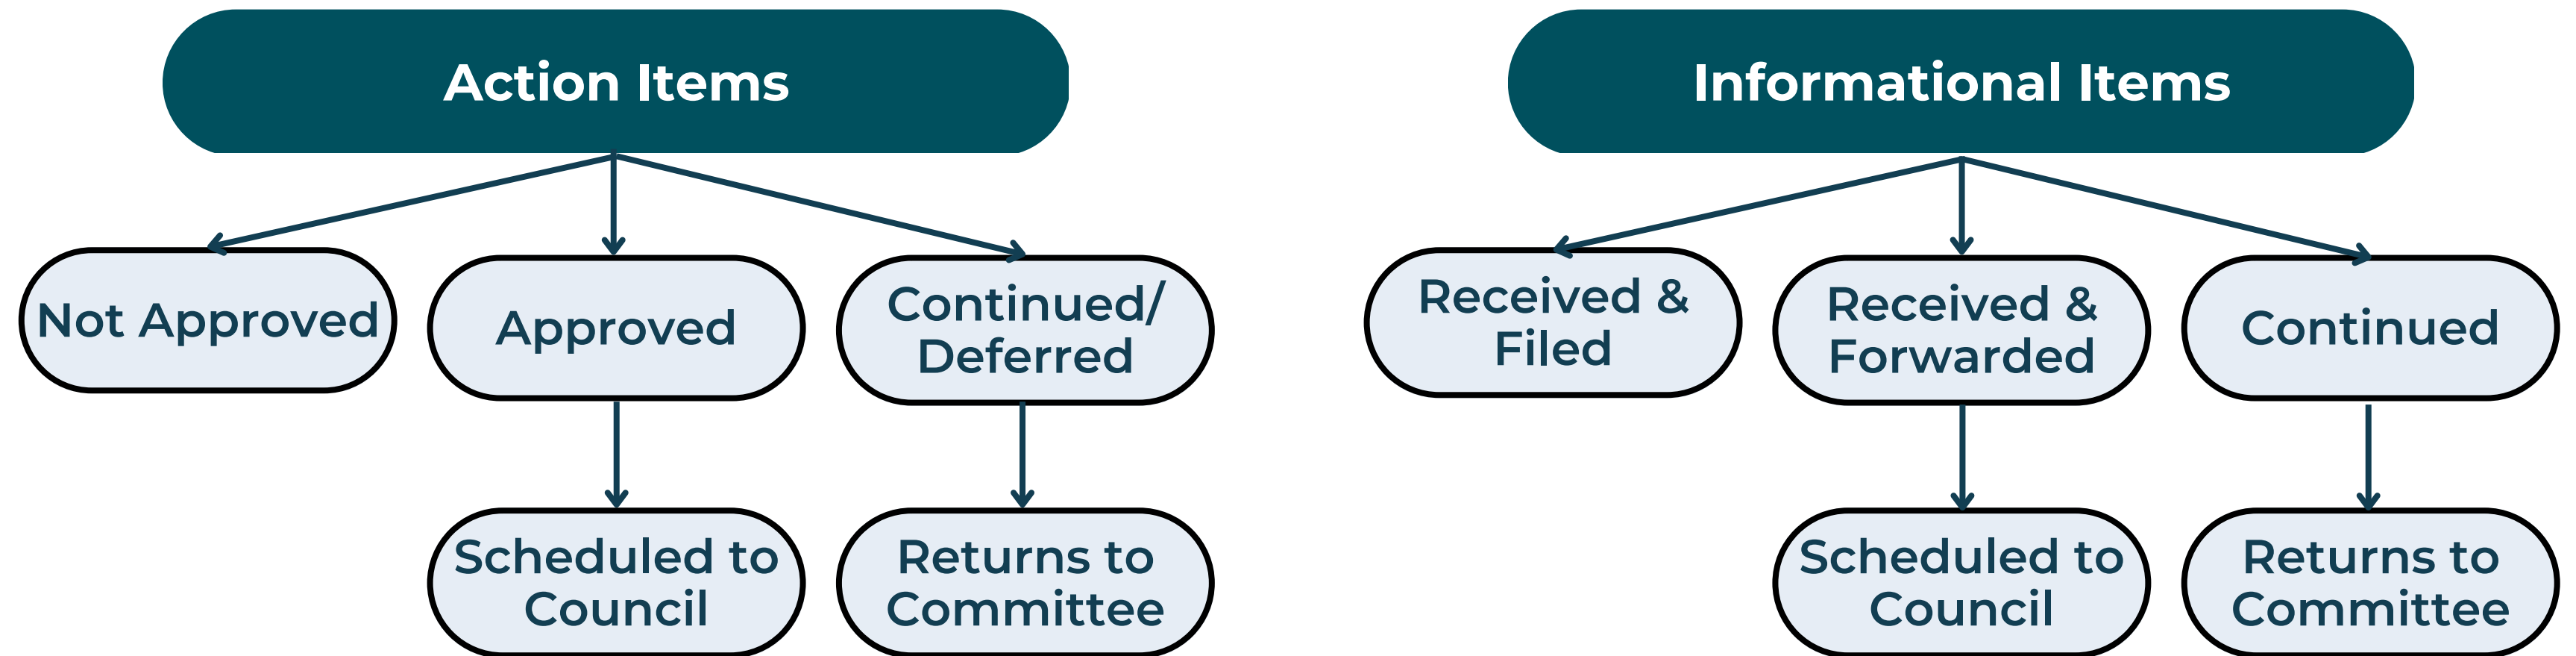 Action Items
Informational Items
Not Approved
Approved
Continued/
Deferred
Received &
Filed
Received &
Forwarded
Continued
Scheduled to
Council
Returns to
Committee
Scheduled to
Council
Returns to
Committee